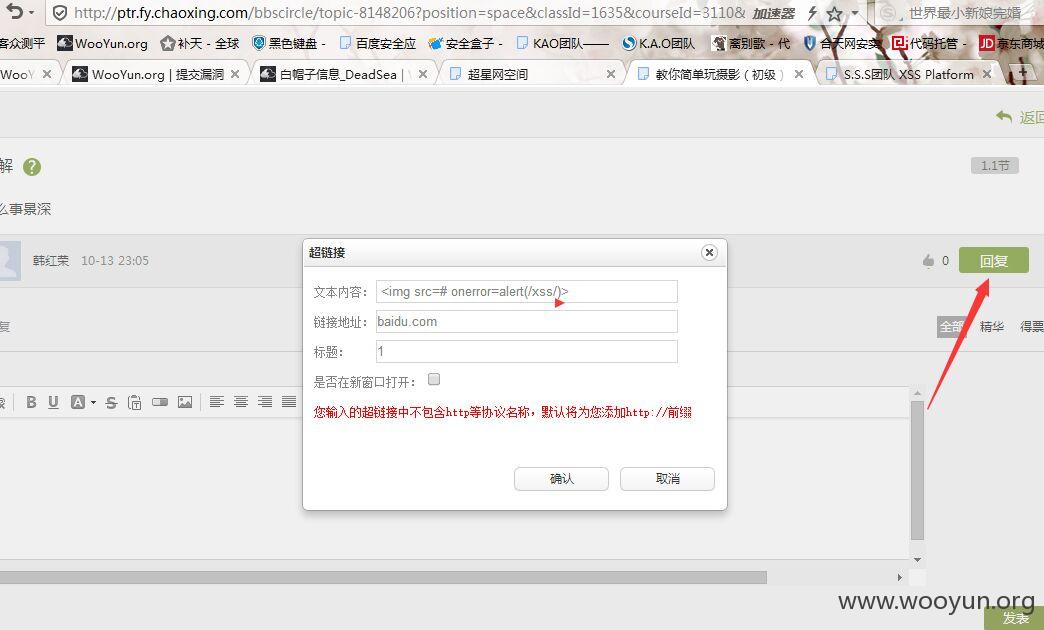 http://ptr.fy.chaoxing.com/bbscircle/topic-8148206?position=space&classId=1635&courseId=3110& 加速器 世界最小新娘完婚
客众测平 WooYun.org 补天 - 全球 黑色键盘 - 百度安全应 安全盒子 - KAO团队—— K.A.O团队 离别歌 - 代 合天网安实 代码托管 - JD 京东商城
WooY WooYun.org | 提交漏洞 白帽子信息_DeadSea | 超星网空间 教你简单玩摄影（初级） S.S.S团队 XSS Platform
返回
解 ? 1.1节
么事景深
韩红荣 10-13 23:05 0 回复
复 全部 精华 得票
B U A S
超链接
文本内容： <img src=# onerror=alert(/xss/)>
链接地址： baidu.com
标题： 1
是否在新窗口打开：
您输入的超链接中不包含http等协议名称，默认将为您添加http://前缀
确认 取消
www.wooyun.org
发表